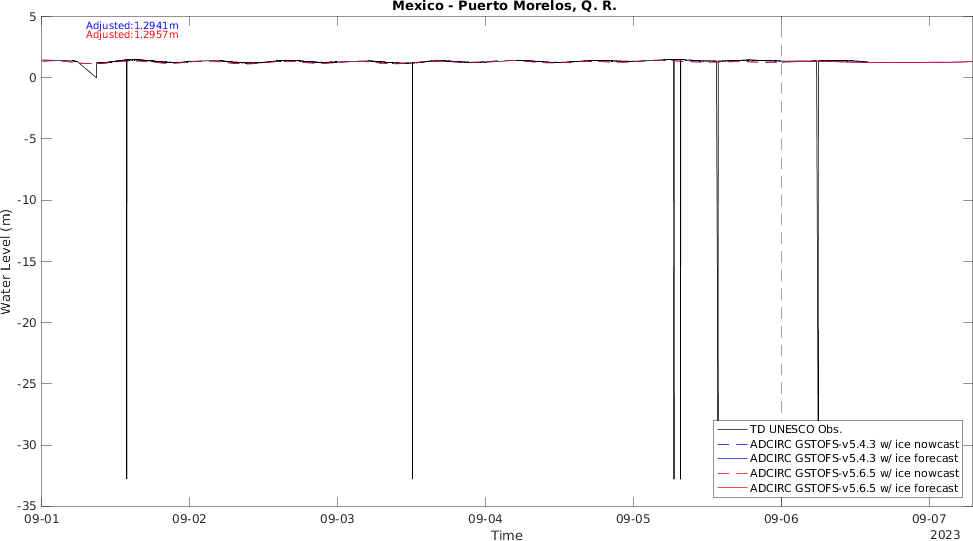 Mexico - Puerto Morelos, Q. R.
Adjusted:1.2941m
Adjusted:1.2957m
5
0
-5
-10
-15
-20
-25
-30
-35
Water Level (m)
TD UNESCO Obs.
ADCIRC GSTOFS-v5.4.3 w/ ice nowcast
ADCIRC GSTOFS-v5.4.3 w/ ice forecast
ADCIRC GSTOFS-v5.6.5 w/ ice nowcast
ADCIRC GSTOFS-v5.6.5 w/ ice forecast
09-01 09-02 09-03 09-04 09-05 09-06 09-07
Time
2023